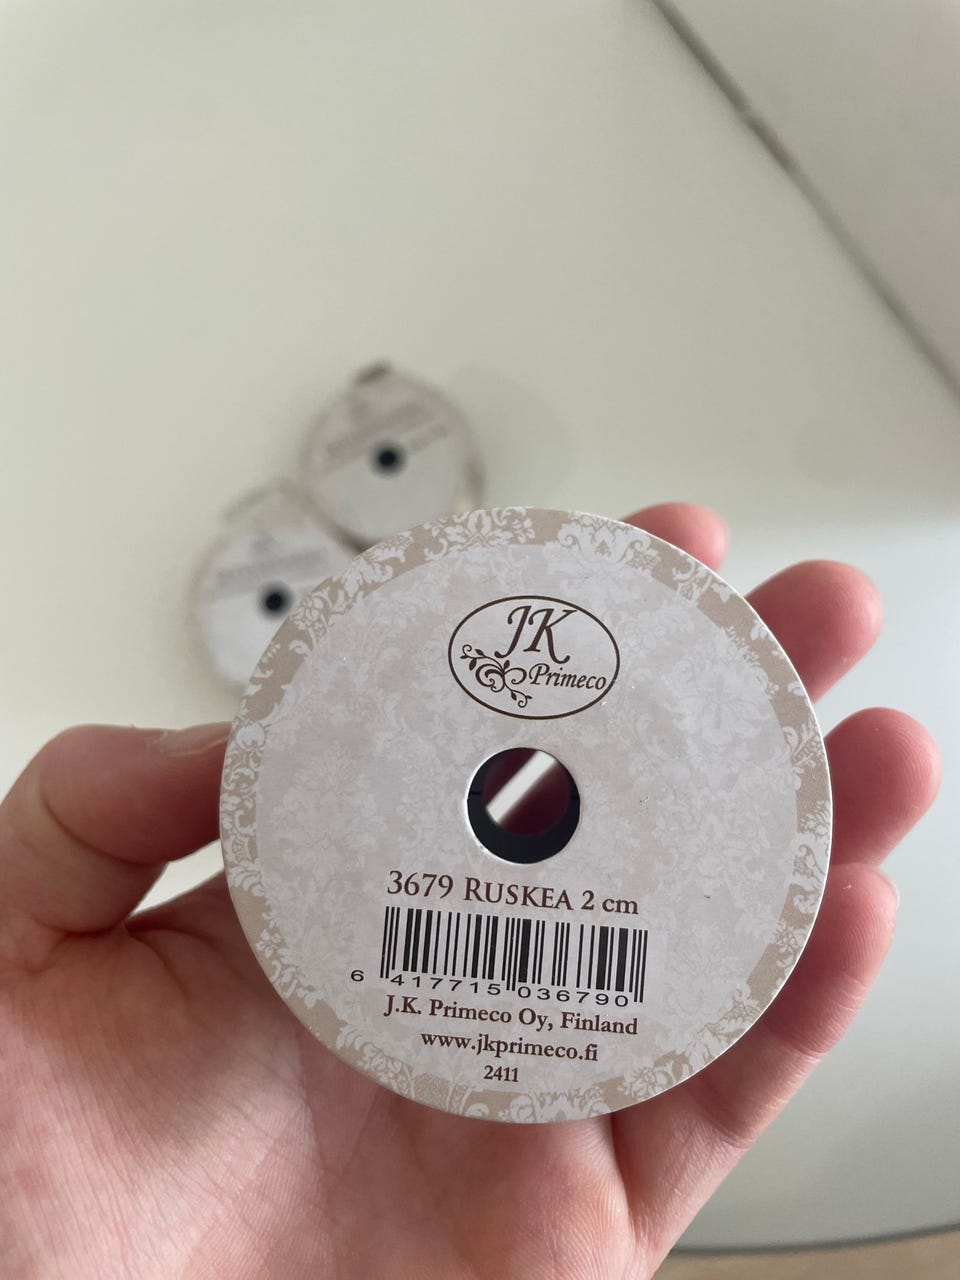 JK
Primeco
3679 RUSKEA 2 cm
6 417715 036790
J.K. Primeco Oy, Finland
www.jkprimeco.fi
2411